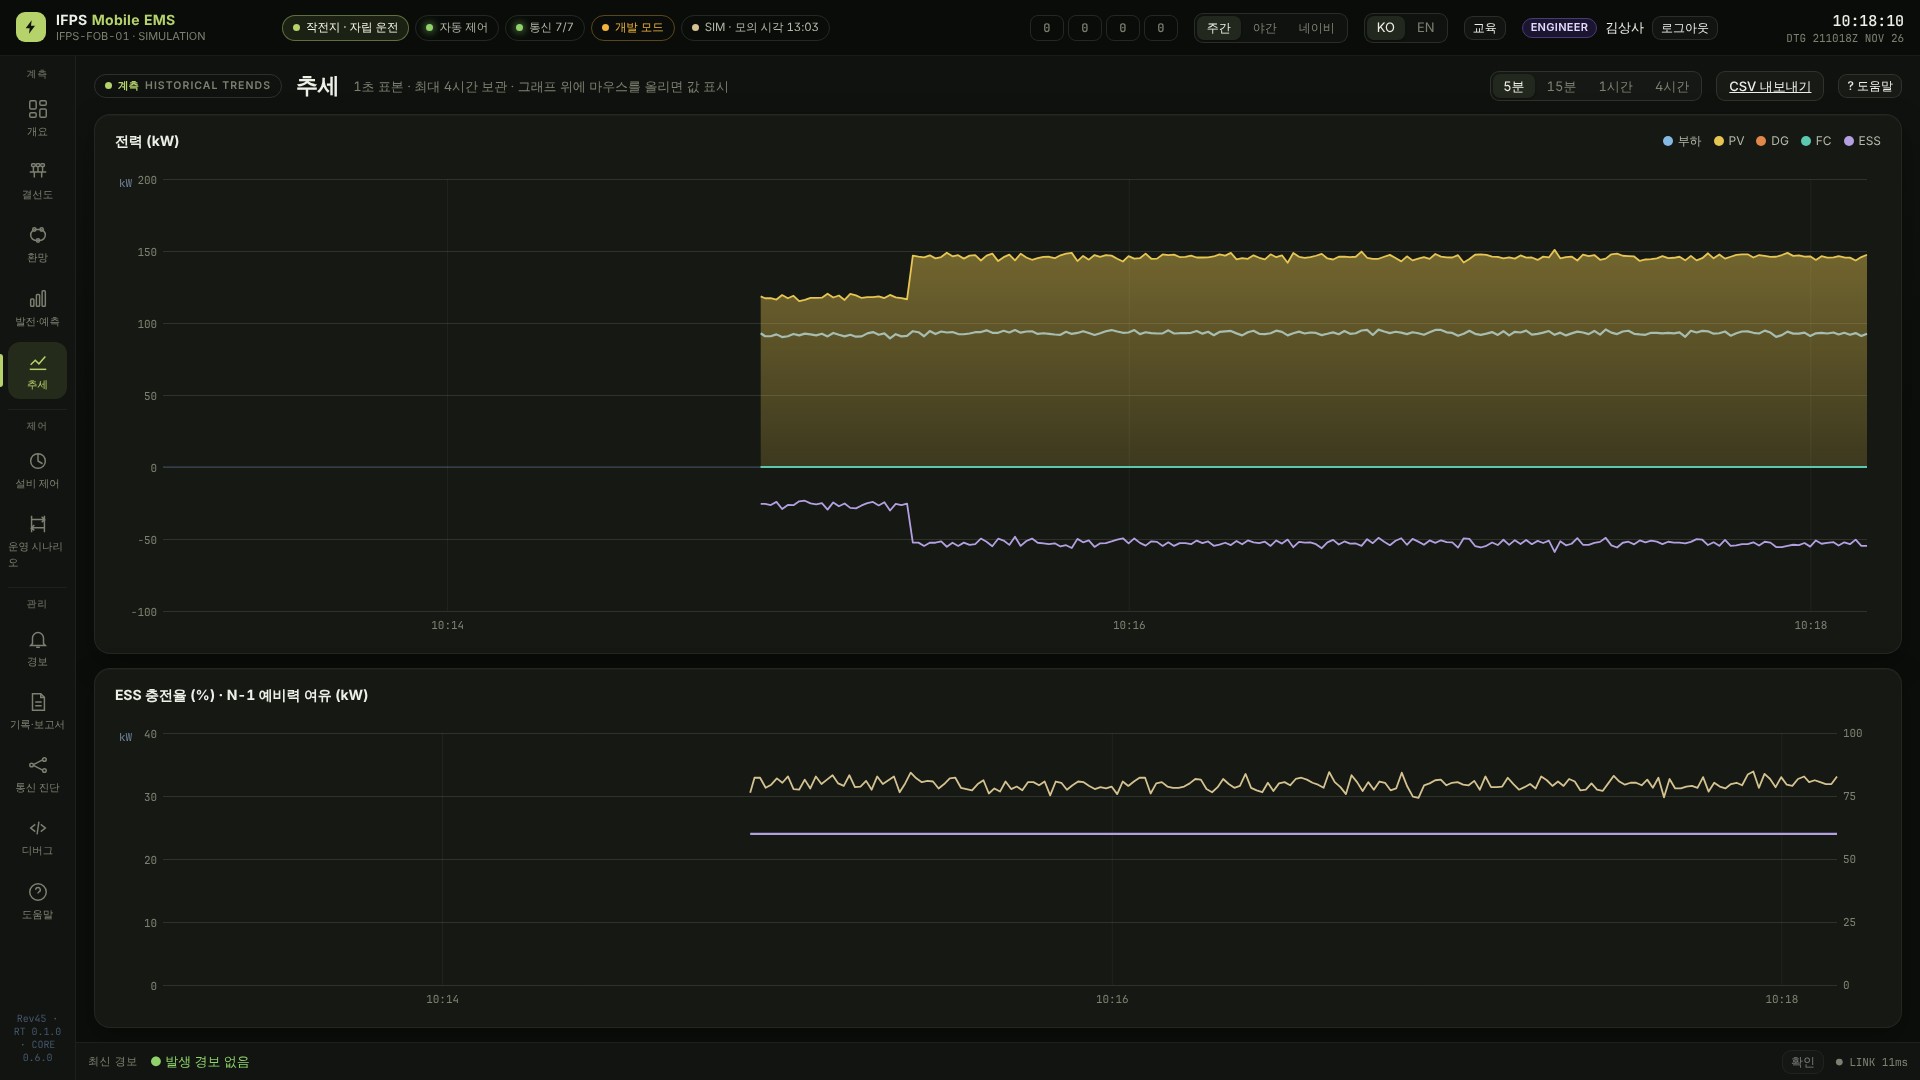 IFPS Mobile EMS
IFPS-FOB-01 · SIMULATION
작전지 · 자립 운전
자동 제어
통신 7/7
개발 모드
SIM · 모의 시각 13:03
0 0 0 0
주간 야간 네이비
KO EN
교육
ENGINEER 김상사 로그아웃
10:18:10
DTG 211018Z NOV 26
계측
개요
결선도
환망
발전·예측
추세
제어
설비 제어
운영 시나리
오
관리
경보
기록·보고서
통신 진단
디버그
도움말
Rev45 ·
RT 0.1.0
· CORE
0.6.0
계측 HISTORICAL TRENDS
추세
1초 표본 · 최대 4시간 보관 · 그래프 위에 마우스를 올리면 값 표시
5분 15분 1시간 4시간
CSV 내보내기
? 도움말
전력 (kW)
부하 PV DG FC ESS
kW 200
150
100
50
0
-50
-100
10:14 10:16 10:18
ESS 충전율 (%) · N-1 예비력 여유 (kW)
kW 40 100
30 75
20 50
10 25
0 0
10:14 10:16 10:18
최신 경보
발생 경보 없음
확인
LINK 11ms